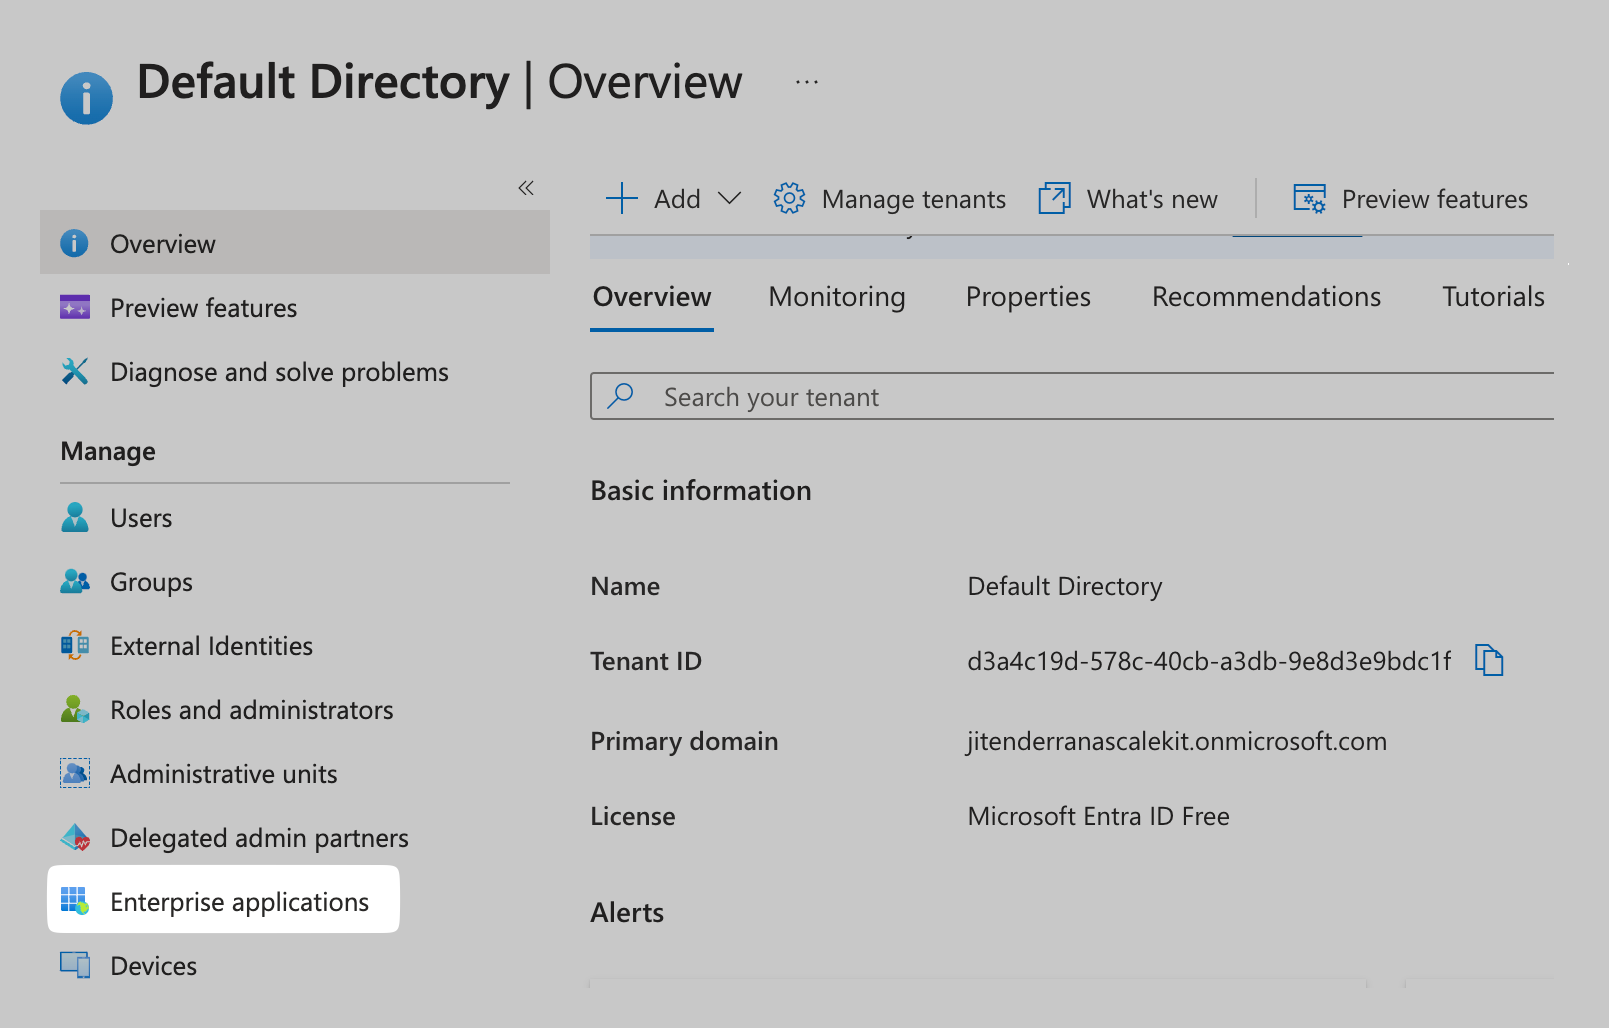 Default Directory | Overview ...
Overview
Preview features
Diagnose and solve problems
Manage
Users
Groups
External Identities
Roles and administrators
Administrative units
Delegated admin partners
Enterprise applications
Devices
Add Manage tenants What's new Preview features
Overview Monitoring Properties Recommendations Tutorials
Search your tenant
Basic information
Name Default Directory
Tenant ID d3a4c19d-578c-40cb-a3db-9e8d3e9bdc1f
Primary domain jitenderranascalekit.onmicrosoft.com
License Microsoft Entra ID Free
Alerts